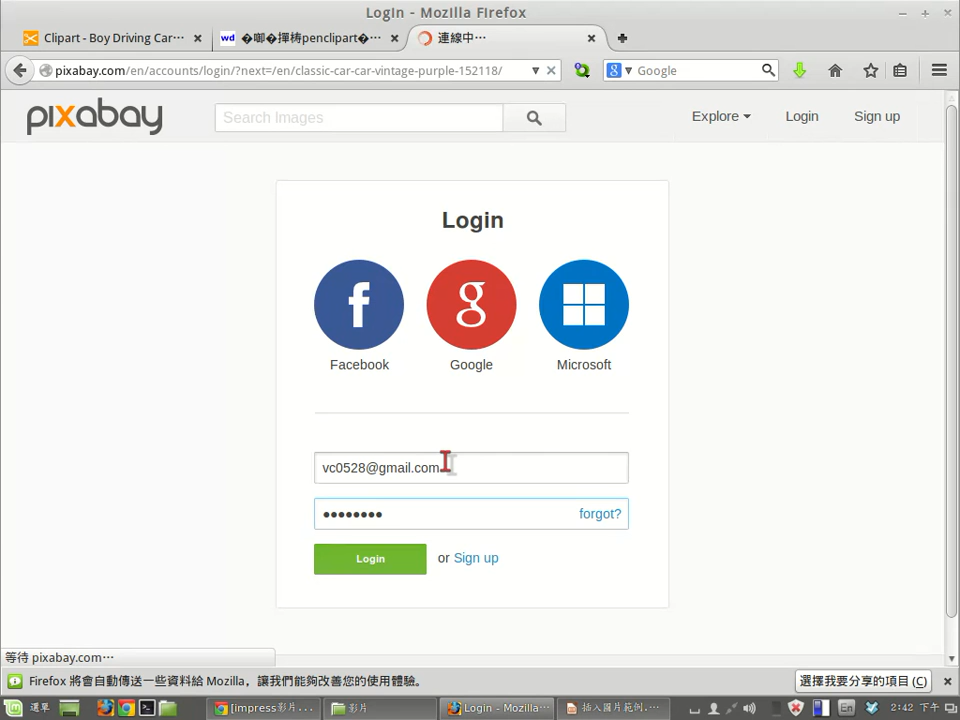 Login - Mozilla Firefox
Clipart - Boy Driving Car⋯
penclipart�⋯
連線中⋯
pixabay.com/en/accounts/login/?next=/en/classic-car-car-vintage-purple-152118/
Google
pixabay
Search Images
Explore
Login
Sign up
Login
Facebook
Google
Microsoft
vc0528@gmail.com
••••••••
forgot?
Login
or Sign up
等待 pixabay.com⋯
Firefox 將會自動傳送一些資料給 Mozilla，讓我們能夠改善您的使用體驗。
選擇我要分享的項目(C)
選單
[impress影片⋯
影片
Login - Mozilla⋯
插入圖片範例.⋯
En
2:42 下午